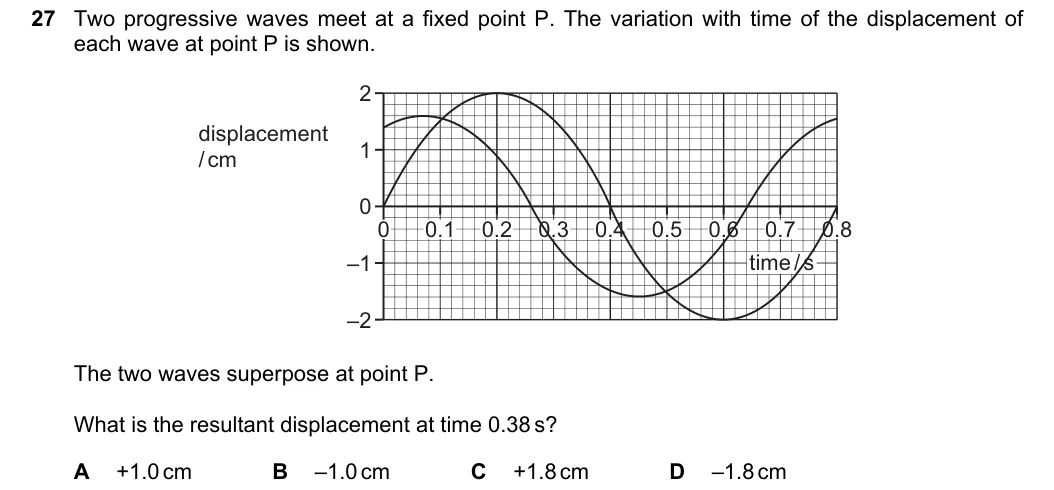 27 Two progressive waves meet at a fixed point P. The variation with time of the displacement of
each wave at point P is shown.
2
displacement
/ cm
1
0
0 0.1 0.2 0.3 0.4 0.5 0.6 0.7 0.8
time / s
–1
–2
The two waves superpose at point P.
What is the resultant displacement at time 0.38 s?
A +1.0 cm B –1.0 cm C +1.8 cm D –1.8 cm